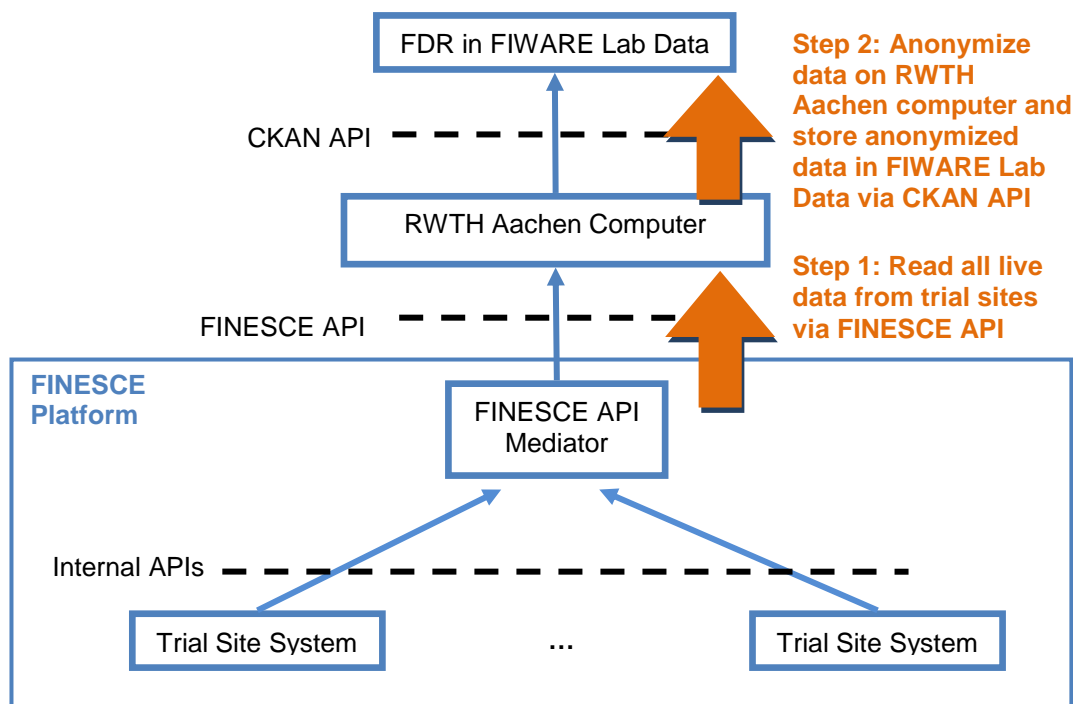 FDR in FIWARE Lab Data
Step 2: Anonymize
data on RWTH
Aachen computer and
store anonymized
data in FIWARE Lab
Data via CKAN API
CKAN API
RWTH Aachen Computer
Step 1: Read all live
data from trial sites
via FINESCE API
FINESCE API
FINESCE
Platform
FINESCE API
Mediator
Internal APIs
Trial Site System
...
Trial Site System